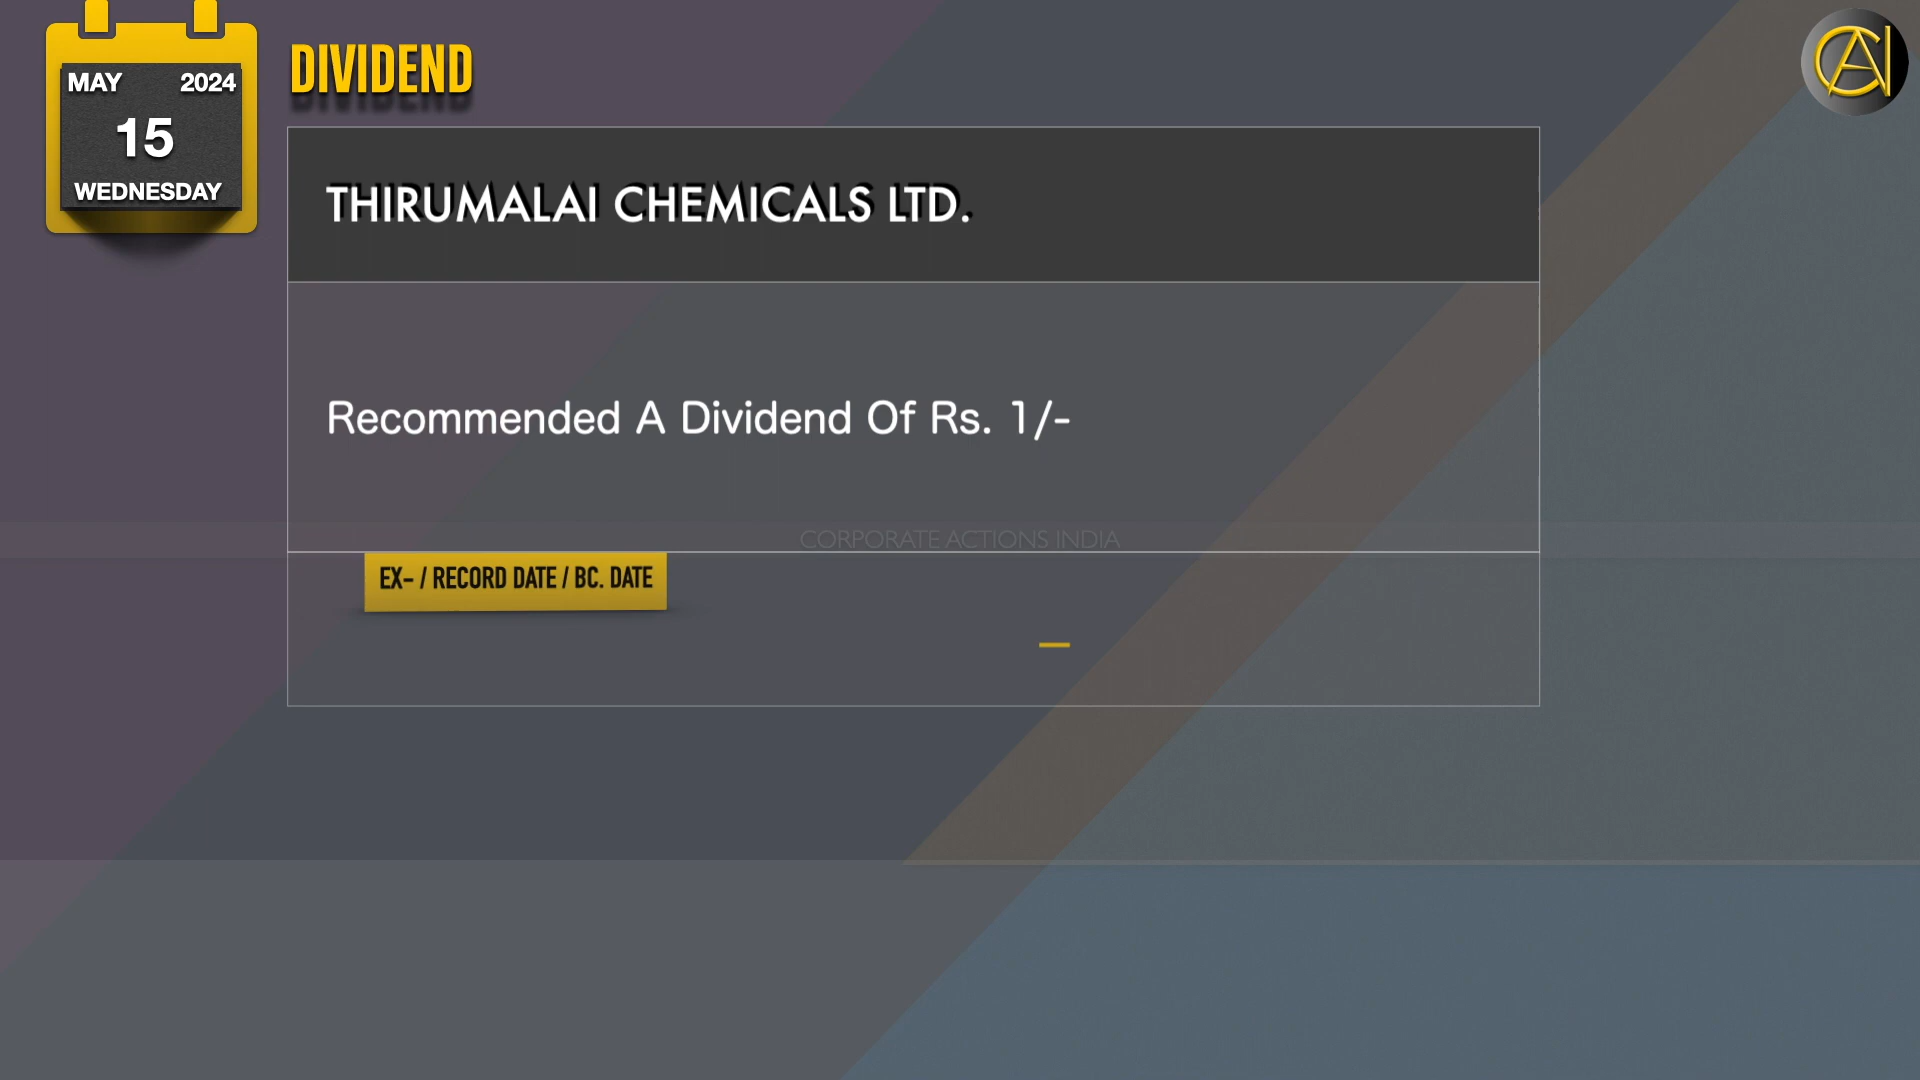 MAY 2024
15
WEDNESDAY
DIVIDEND
CAI
THIRUMALAI CHEMICALS LTD.
Recommended A Dividend Of Rs. 1/-
CORPORATE ACTIONS INDIA
EX- / RECORD DATE / BC. DATE
—